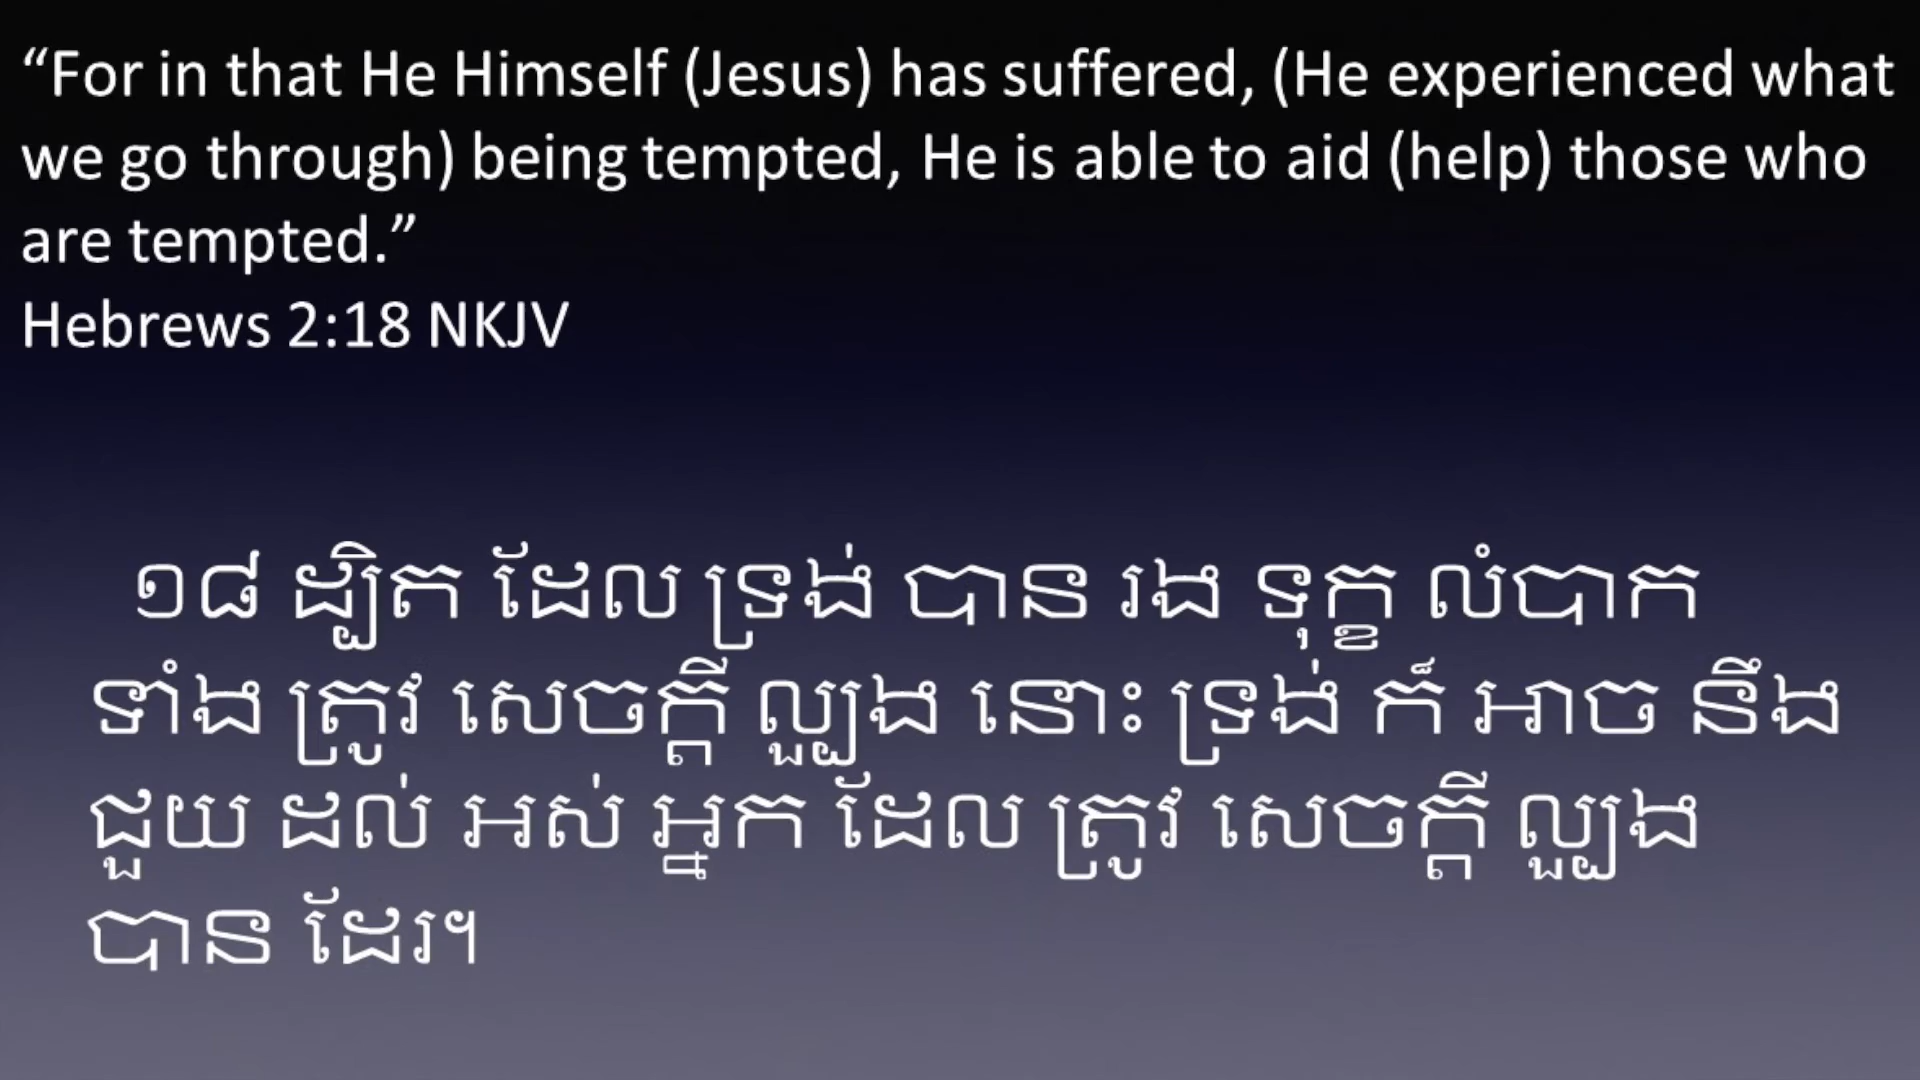 “For in that He Himself (Jesus) has suffered, (He experienced what
we go through) being tempted, He is able to aid (help) those who
are tempted.”
Hebrews 2:18 NKJV
១៨ ដ្បិត ដែល ទ្រង់ បាន រង ទុក្ខ លំបាក
ទាំង ត្រូវ សេចក្តី ល្បួង នោះ ទ្រង់ ក៏ អាច នឹង
ជួយ ដល់ អស់ អ្នក ដែល ត្រូវ សេចក្តី ល្បួង
បាន ដែរ។